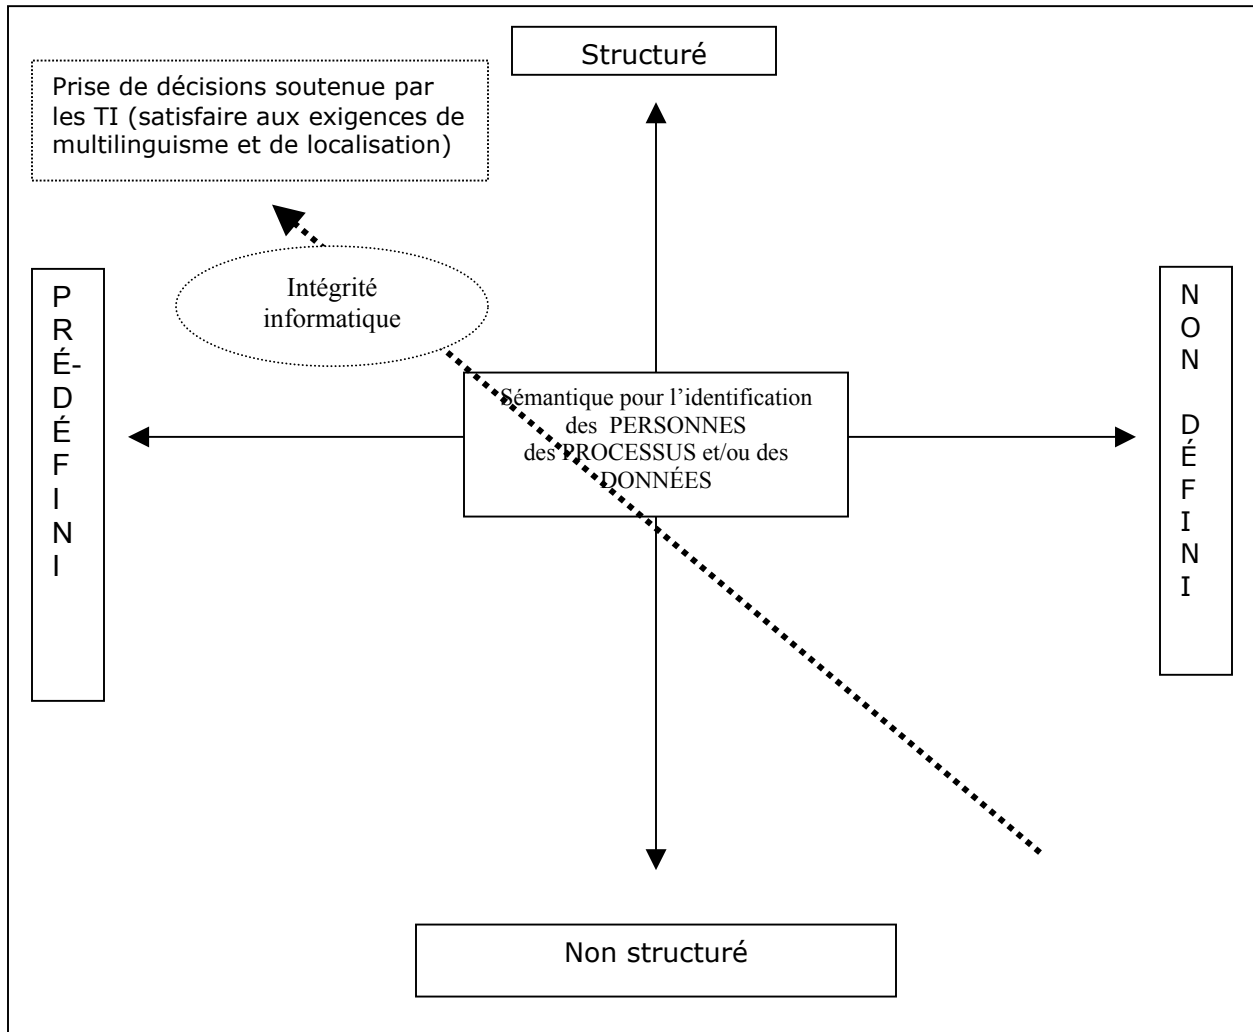 Structuré
Prise de décisions soutenue par
les TI (satisfaire aux exigences de
multilinguisme et de localisation)
Intégrité
informatique
P
R
É-
D
É
F
I
N
I
Sémantique pour l’identification
des  PERSONNES
des PROCESSUS et/ou des
DONNÉES
N
O
N
D
É
F
I
N
I
Non structuré